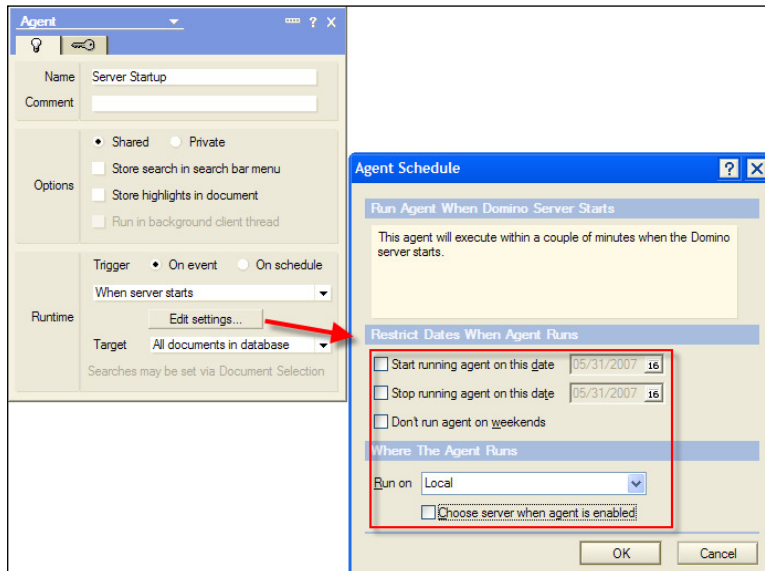 Agent
? X
Name Server Startup
Comment
Options
Shared Private
Store search in search bar menu
Store highlights in document
Run in background client thread
Runtime
Trigger On event On schedule
When server starts
Edit settings...
Target All documents in database
Searches may be set via Document Selection
Agent Schedule ? X
Run Agent When Domino Server Starts
This agent will execute within a couple of minutes when the Domino
server starts.
Restrict Dates When Agent Runs
Start running agent on this date 05/31/2007 16
Stop running agent on this date 05/31/2007 16
Don't run agent on weekends
Where The Agent Runs
Run on Local
Choose server when agent is enabled
OK Cancel